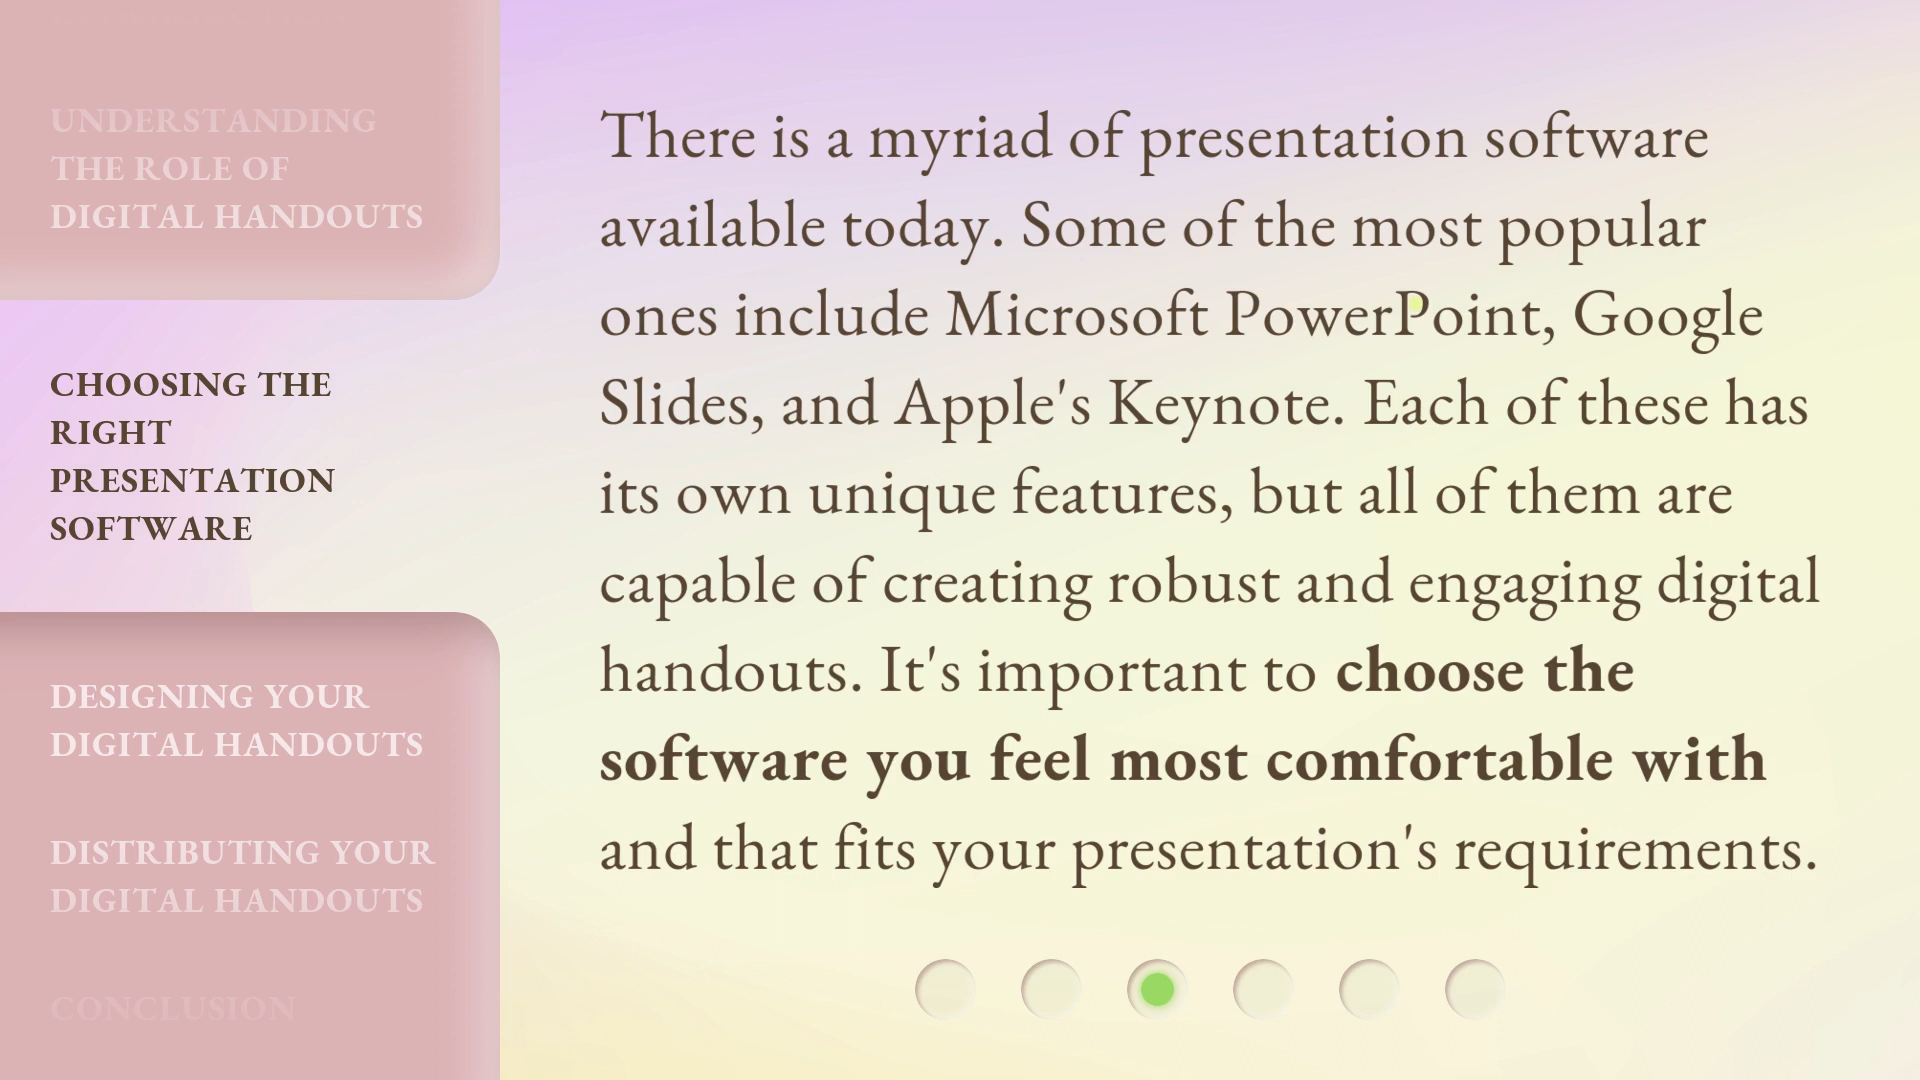 UNDERSTANDING
THE ROLE OF
DIGITAL HANDOUTS
CHOOSING THE
RIGHT
PRESENTATION
SOFTWARE
DESIGNING YOUR
DIGITAL HANDOUTS
DISTRIBUTING YOUR
DIGITAL HANDOUTS
CONCLUSION
There is a myriad of presentation software
available today. Some of the most popular
ones include Microsoft PowerPoint, Google
Slides, and Apple's Keynote. Each of these has
its own unique features, but all of them are
capable of creating robust and engaging digital
handouts. It's important to choose the
software you feel most comfortable with
and that fits your presentation's requirements.